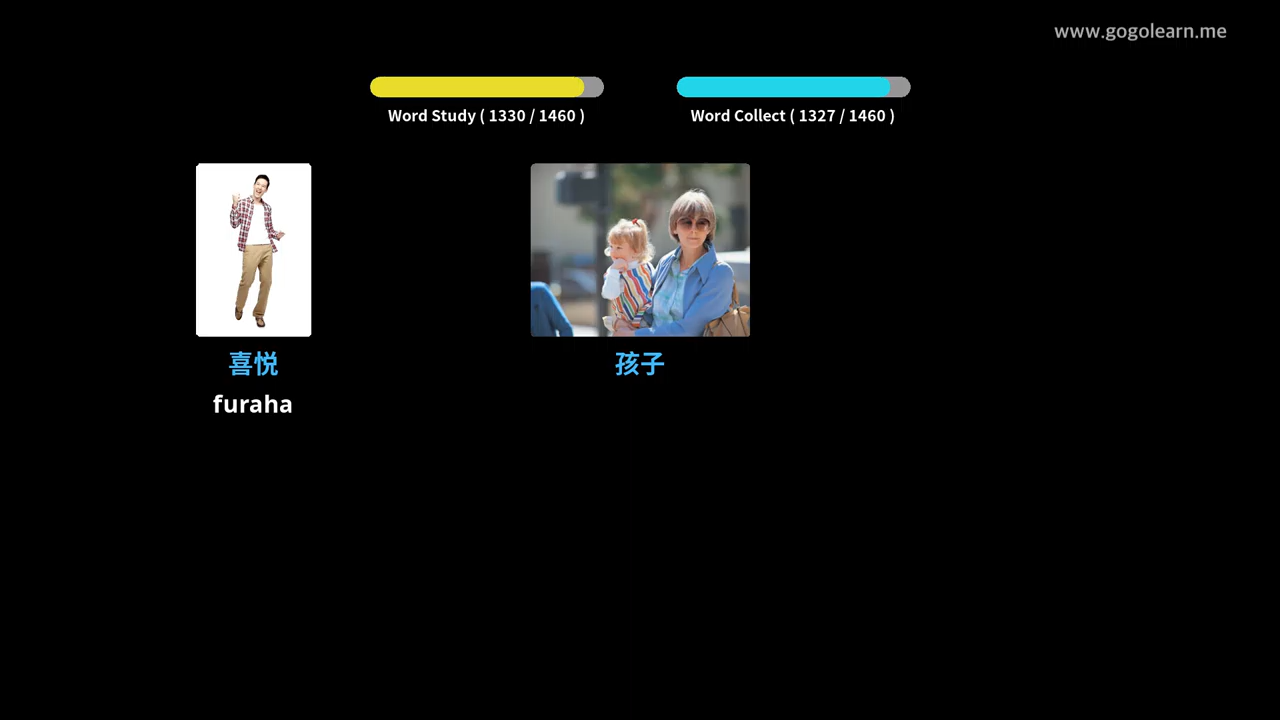 www.gogolearn.me
Word Study ( 1330 / 1460 )
Word Collect ( 1327 / 1460 )
喜悦
孩子
furaha